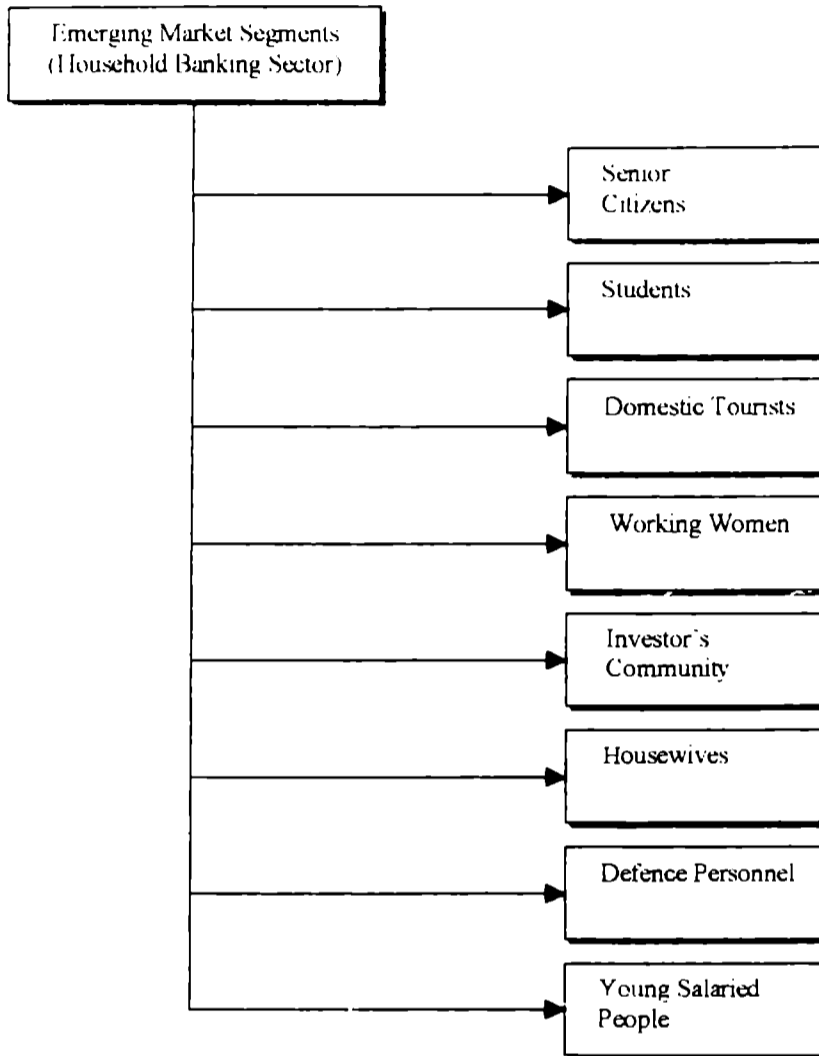 Emerging Market Segments
(Household Banking Sector)
Senior
Citizens
Students
Domestic Tourists
Working Women
Investor's
Community
Housewives
Defence Personnel
Young Salaried
People